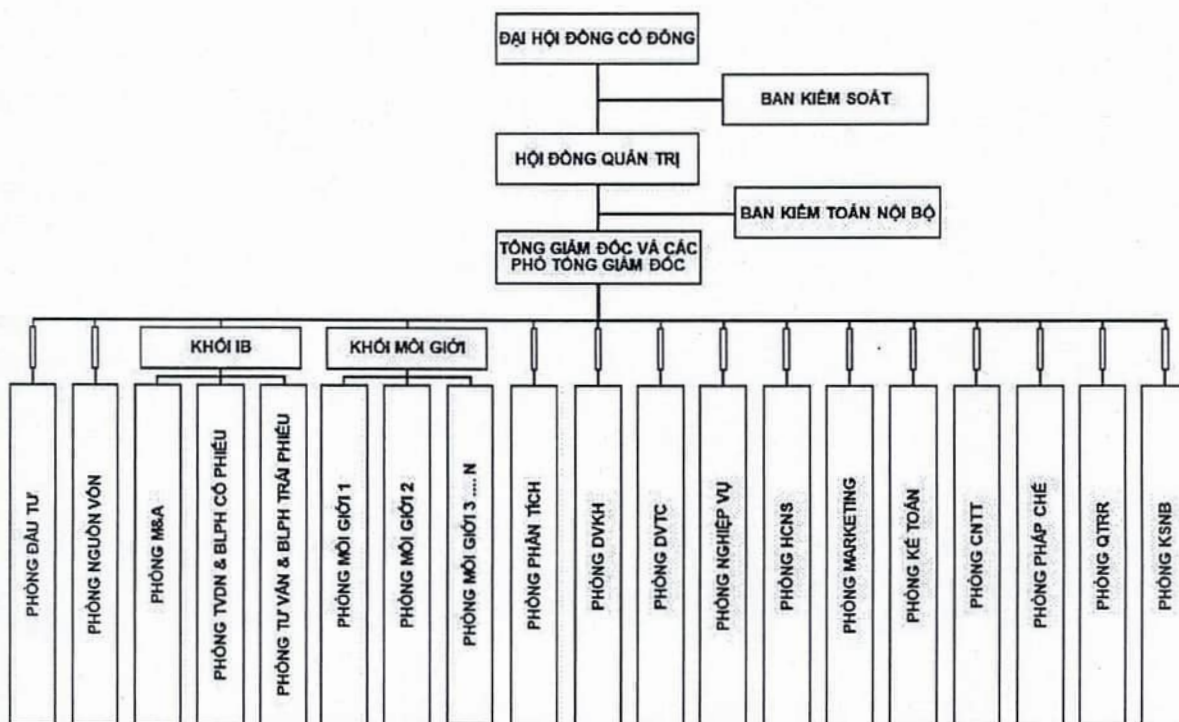 ĐẠI HỘI ĐỒNG CỔ ĐÔNG
BAN KIỂM SOÁT
HỘI ĐỒNG QUẢN TRỊ
BAN KIỂM TOÁN NỘI BỘ
TỔNG GIÁM ĐỐC VÀ CÁC
PHÓ TỔNG GIÁM ĐỐC
KHỐI IB
KHỐI MÔI GIỚI
PHÒNG ĐẦU TƯ
PHÒNG NGUỒN VỐN
PHÒNG M&A
PHÒNG TVDN & BLPH CỔ PHIẾU
PHÒNG TƯ VẤN & BLPH TRÁI PHIẾU
PHÒNG MÔI GIỚI 1
PHÒNG MÔI GIỚI 2
PHÒNG MÔI GIỚI 3 .... N
PHÒNG PHÂN TÍCH
PHÒNG DVKH
PHÒNG DVTC
PHÒNG NGHIỆP VỤ
PHÒNG HCNS
PHÒNG MARKETING
PHÒNG KẾ TOÁN
PHÒNG CNTT
PHÒNG PHÁP CHẾ
PHÒNG QTRR
PHÒNG KSNB